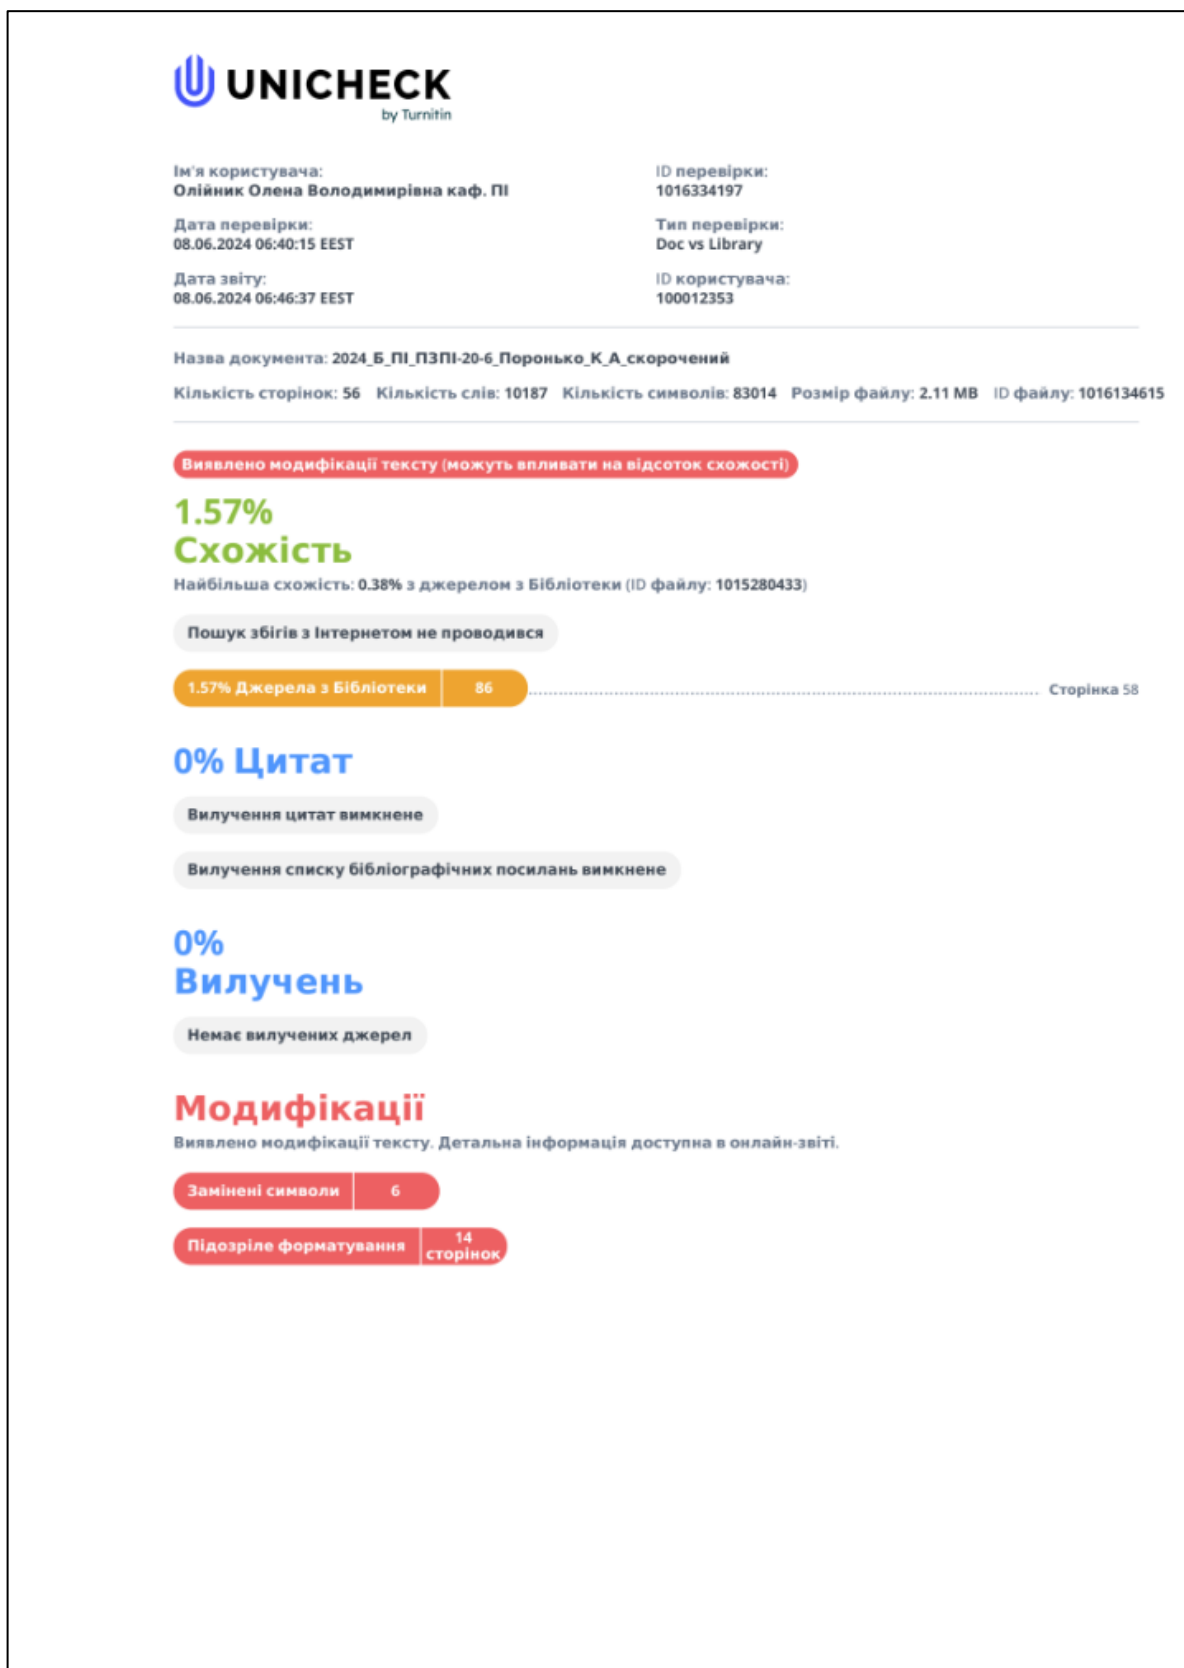 UNICHECK
by Turnitin
Ім'я користувача:
Олійник Олена Володимирівна каф. ПІ
ID перевірки:
1016334197
Дата перевірки:
08.06.2024 06:40:15 EEST
Тип перевірки:
Doc vs Library
Дата звіту:
08.06.2024 06:46:37 EEST
ID користувача:
100012353
Назва документа: 2024_Б_ПІ_ПЗПІ-20-6_Поронько_К_А_скорочений
Кількість сторінок: 56 Кількість слів: 10187 Кількість символів: 83014 Розмір файлу: 2.11 MB ID файлу: 1016134615
Виявлено модифікації тексту (можуть впливати на відсоток схожості)
1.57%
Схожість
Найбільша схожість: 0.38% з джерелом з Бібліотеки (ID файлу: 1015280433)
Пошук збігів з Інтернетом не проводився
1.57% Джерела з Бібліотеки 86 Сторінка 58
0% Цитат
Вилучення цитат вимкнене
Вилучення списку бібліографічних посилань вимкнене
0%
Вилучень
Немає вилучених джерел
Модифікації
Виявлено модифікації тексту. Детальна інформація доступна в онлайн-звіті.
Замінені символи 6
Підозріле форматування 14 сторінок